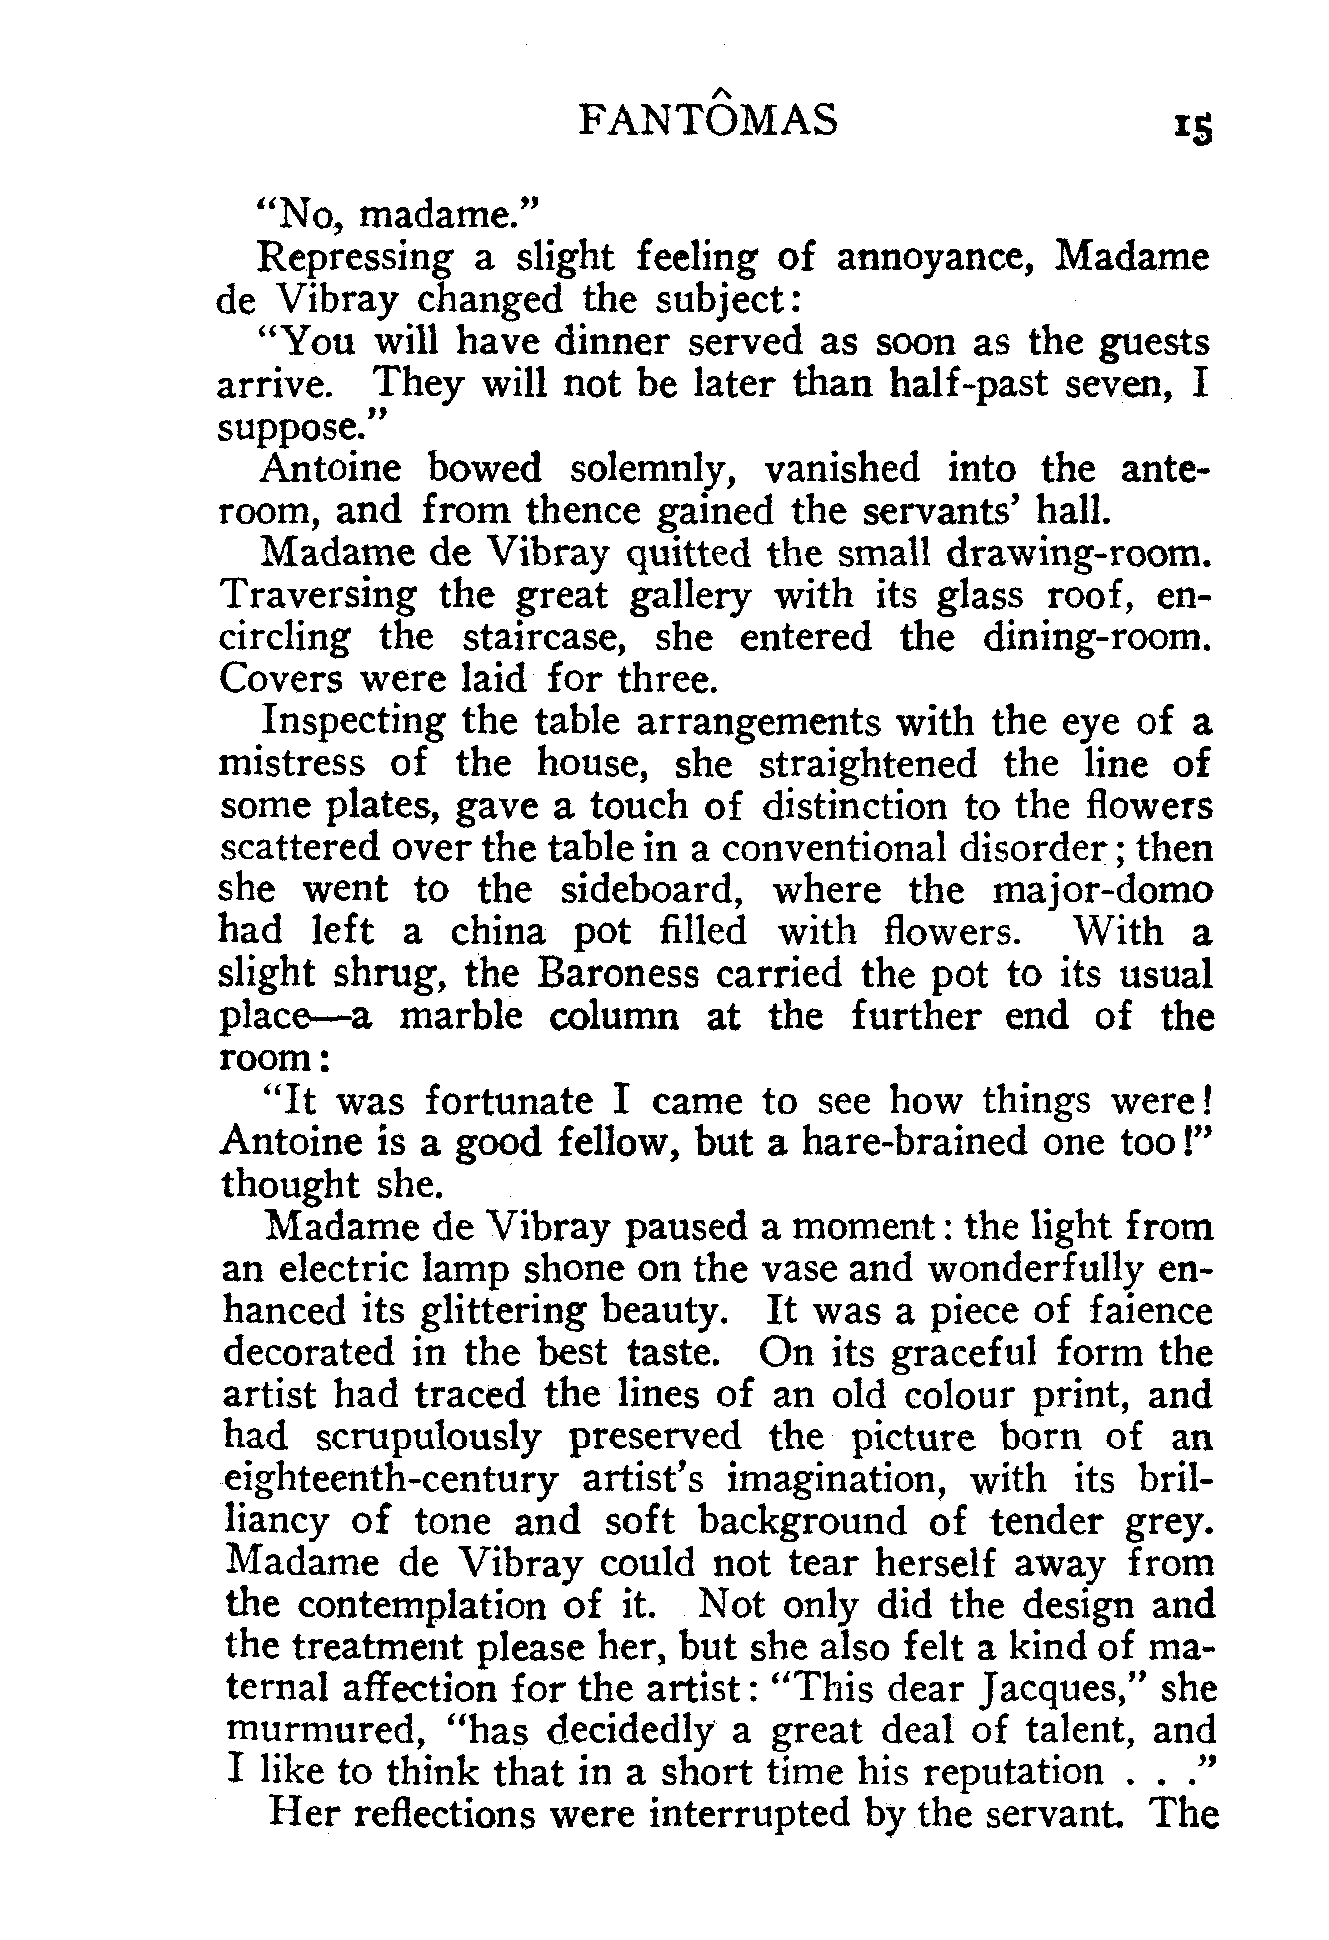 FANTÔMAS 15
“No, madame.”
Repressing a slight feeling of annoyance, Madame
de Vibray changed the subject:
“You will have dinner served as soon as the guests
arrive. They will not be later than half-past seven, I
suppose.”
Antoine bowed solemnly, vanished into the ante-
room, and from thence gained the servants’ hall.
Madame de Vibray quitted the small drawing-room.
Traversing the great gallery with its glass roof, en-
circling the staircase, she entered the dining-room.
Covers were laid for three.
Inspecting the table arrangements with the eye of a
mistress of the house, she straightened the line of
some plates, gave a touch of distinction to the flowers
scattered over the table in a conventional disorder; then
she went to the sideboard, where the major-domo
had left a china pot filled with flowers. With a
slight shrug, the Baroness carried the pot to its usual
place—a marble column at the further end of the
room:
“It was fortunate I came to see how things were!
Antoine is a good fellow, but a hare-brained one too!”
thought she.
Madame de Vibray paused a moment: the light from
an electric lamp shone on the vase and wonderfully en-
hanced its glittering beauty. It was a piece of faience
decorated in the best taste. On its graceful form the
artist had traced the lines of an old colour print, and
had scrupulously preserved the picture born of an
eighteenth-century artist’s imagination, with its bril-
liancy of tone and soft background of tender grey.
Madame de Vibray could not tear herself away from
the contemplation of it. Not only did the design and
the treatment please her, but she also felt a kind of ma-
ternal affection for the artist: “This dear Jacques,” she
murmured, “has decidedly a great deal of talent, and
I like to think that in a short time his reputation . . .”
Her reflections were interrupted by the servant. The